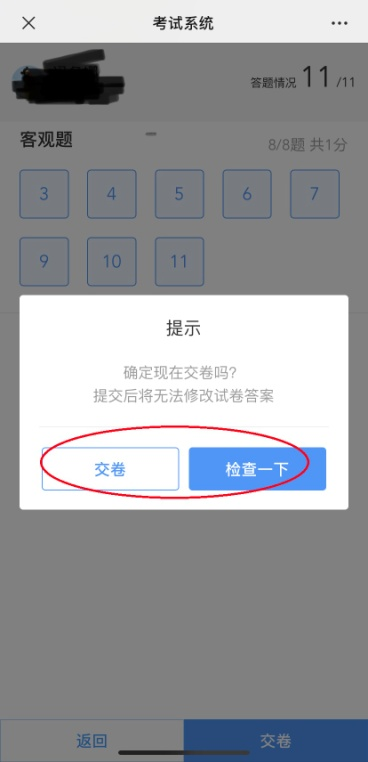 考试系统
答题情况 11 /11
客观题
8/8题 共1分
3 4 5 6 7
9 10 11
提示
确定现在交卷吗?
提交后将无法修改试卷答案
交卷 检查一下
返回 交卷